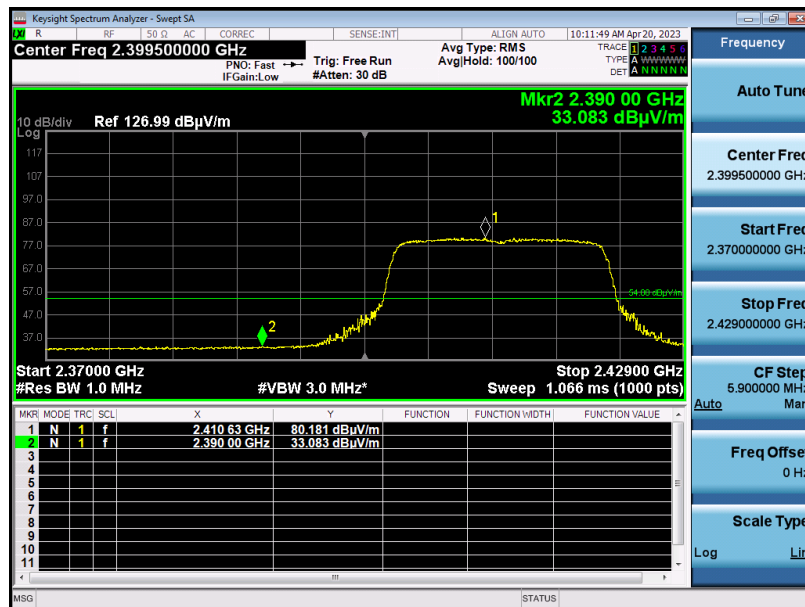 Keysight Spectrum Analyzer - Swept SA
LXI R RF 50 Ω AC CORREC SENSE:INT ALIGN AUTO 10:11:49 AM Apr 20, 2023
Center Freq 2.399500000 GHz
PNO: Fast
IFGain:Low
Trig: Free Run
#Atten: 30 dB
Avg Type: RMS
Avg|Hold: 100/100
TRACE 1 2 3 4 5 6
TYPE A WWWWW
DET A N N N N N
Mkr2 2.390 00 GHz
33.083 dBµV/m
10 dB/div Ref 126.99 dBµV/m
Log
117
107
97.0
87.0
77.0
67.0
57.0
47.0
37.0
1
2
54.00 dBµV/m
Start 2.37000 GHz Stop 2.42900 GHz
#Res BW 1.0 MHz #VBW 3.0 MHz* Sweep 1.066 ms (1000 pts)
MKR MODE TRC SCL X Y FUNCTION FUNCTION WIDTH FUNCTION VALUE
1 N 1 f 2.410 63 GHz 80.181 dBµV/m
2 N 1 f 2.390 00 GHz 33.083 dBµV/m
3
4
5
6
7
8
9
10
11
MSG STATUS
Frequency
Auto Tune
Center Freq
2.399500000 GHz
Start Freq
2.370000000 GHz
Stop Freq
2.429000000 GHz
CF Step
5.900000 MHz
Auto Man
Freq Offset
0 Hz
Scale Type
Log Lin